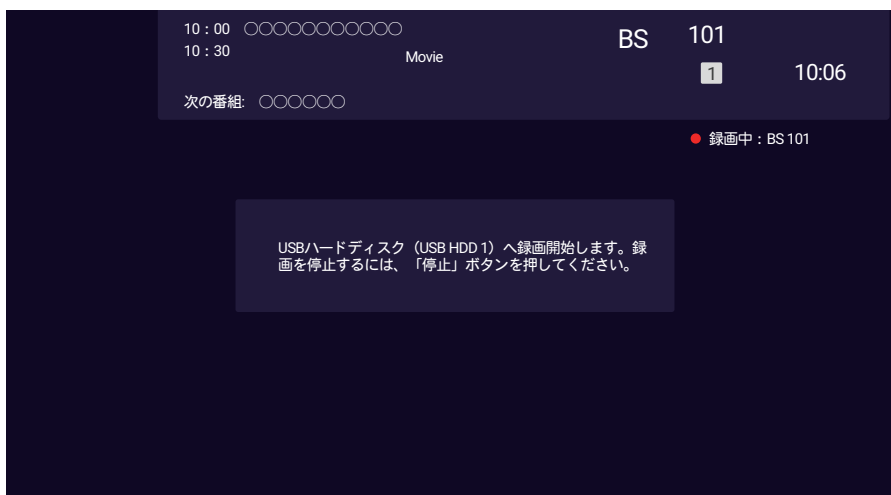 10：00 ○○○○○○○○○○○
10：30
Movie
BS 101
1
10:06
次の番組: ○○○○○○
録画中：BS 101
USBハードディスク（USB HDD 1）へ録画開始します。録
画を停止するには、「停止」ボタンを押してください。